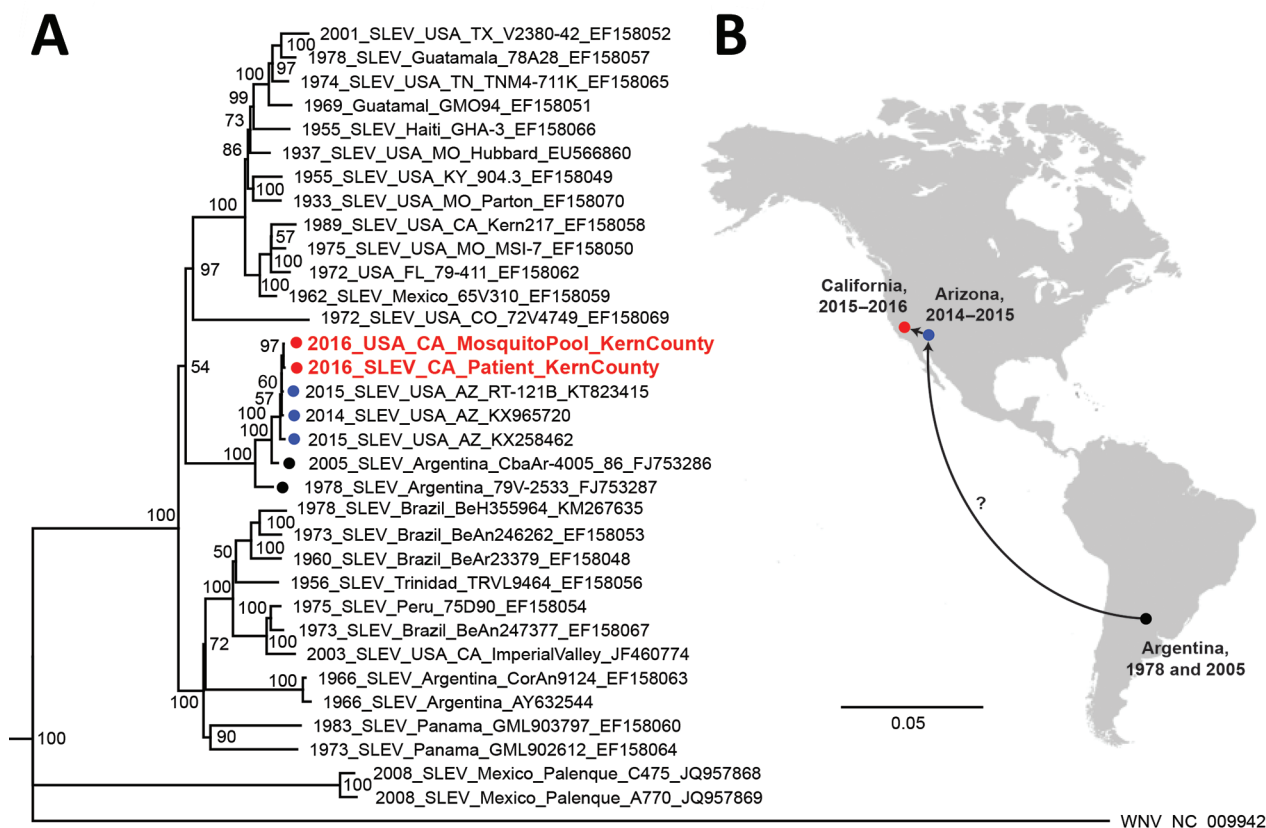 A
100
2001_SLEV_USA_TX_V2380-42_EF158052
97
1978_SLEV_Guatamala_78A28_EF158057
100
1974_SLEV_USA_TN_TNM4-711K_EF158065
99
1969_Guatamal_GMO94_EF158051
73
1955_SLEV_Haiti_GHA-3_EF158066
86
1937_SLEV_USA_MO_Hubbard_EU566860
1955_SLEV_USA_KY_904.3_EF158049
100
1933_SLEV_USA_MO_Parton_EF158070
100
1989_SLEV_USA_CA_Kern217_EF158058
57
1975_SLEV_USA_MO_MSI-7_EF158050
100
1972_USA_FL_79-411_EF158062
100
1962_SLEV_Mexico_65V310_EF158059
97
1972_SLEV_USA_CO_72V4749_EF158069
97
2016_USA_CA_MosquitoPool_KernCounty
54
2016_SLEV_CA_Patient_KernCounty
60
2015_SLEV_USA_AZ_RT-121B_KT823415
57
100
2014_SLEV_USA_AZ_KX965720
100
2015_SLEV_USA_AZ_KX258462
100
2005_SLEV_Argentina_CbaAr-4005_86_FJ753286
1978_SLEV_Argentina_79V-2533_FJ753287
100
1978_SLEV_Brazil_BeH355964_KM267635
100
1973_SLEV_Brazil_BeAn246262_EF158053
50
100
1960_SLEV_Brazil_BeAr23379_EF158048
100
1956_SLEV_Trinidad_TRVL9464_EF158056
100
1975_SLEV_Peru_75D90_EF158054
1973_SLEV_Brazil_BeAn247377_EF158067
72
100
2003_SLEV_USA_CA_ImperialValley_JF460774
100
1966_SLEV_Argentina_CorAn9124_EF158063
100
1966_SLEV_Argentina_AY632544
1983_SLEV_Panama_GML903797_EF158060
90
1973_SLEV_Panama_GML902612_EF158064
100
2008_SLEV_Mexico_Palenque_C475_JQ957868
100
2008_SLEV_Mexico_Palenque_A770_JQ957869
WNV_NC_009942
B
California,
2015–2016
Arizona,
2014–2015
?
Argentina,
1978 and 2005
0.05